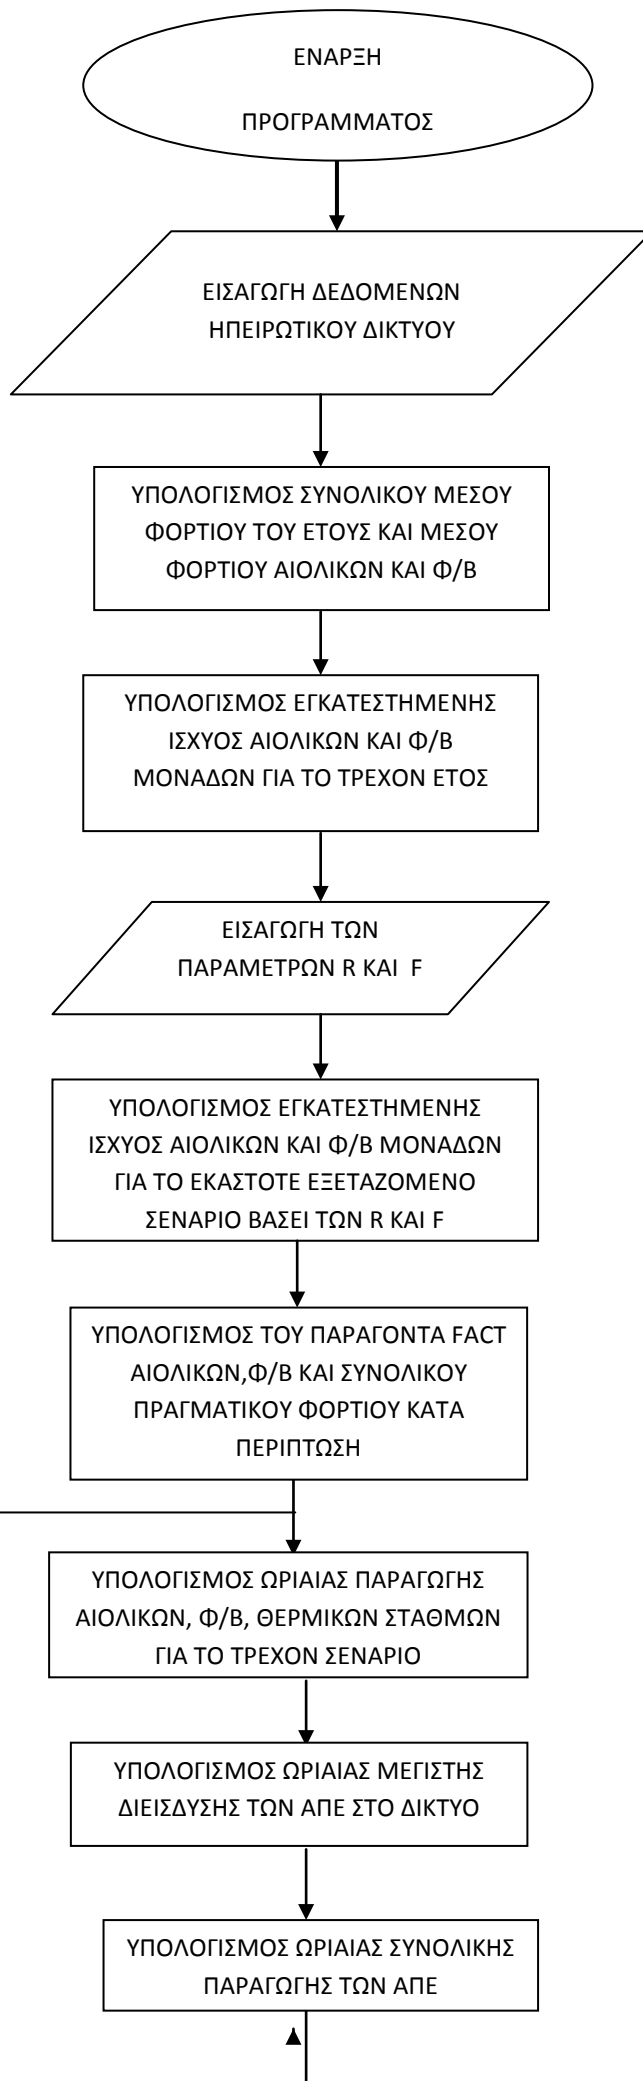 ΕΝΑΡΞΗ
ΠΡΟΓΡΑΜΜΑΤΟΣ
ΕΙΣΑΓΩΓΗ ΔΕΔΟΜΕΝΩΝ
ΗΠΕΙΡΩΤΙΚΟΥ ΔΙΚΤΥΟΥ
ΥΠΟΛΟΓΙΣΜΟΣ ΣΥΝΟΛΙΚΟΥ ΜΕΣΟΥ
ΦΟΡΤΙΟΥ ΤΟΥ ΕΤΟΥΣ ΚΑΙ ΜΕΣΟΥ
ΦΟΡΤΙΟΥ ΑΙΟΛΙΚΩΝ ΚΑΙ Φ/Β
ΥΠΟΛΟΓΙΣΜΟΣ ΕΓΚΑΤΕΣΤΗΜΕΝΗΣ
ΙΣΧΥΟΣ ΑΙΟΛΙΚΩΝ ΚΑΙ Φ/Β
ΜΟΝΑΔΩΝ ΓΙΑ ΤΟ ΤΡΕΧΟΝ ΕΤΟΣ
ΕΙΣΑΓΩΓΗ ΤΩΝ
ΠΑΡΑΜΕΤΡΩΝ R ΚΑΙ F
ΥΠΟΛΟΓΙΣΜΟΣ ΕΓΚΑΤΕΣΤΗΜΕΝΗΣ
ΙΣΧΥΟΣ ΑΙΟΛΙΚΩΝ ΚΑΙ Φ/Β ΜΟΝΑΔΩΝ
ΓΙΑ ΤΟ ΕΚΑΣΤΟΤΕ ΕΞΕΤΑΖΟΜΕΝΟ
ΣΕΝΑΡΙΟ ΒΑΣΕΙ ΤΩΝ R ΚΑΙ F
ΥΠΟΛΟΓΙΣΜΟΣ ΤΟΥ ΠΑΡΑΓΟΝΤΑ FACT
ΑΙΟΛΙΚΩΝ,Φ/Β ΚΑΙ ΣΥΝΟΛΙΚΟΥ
ΠΡΑΓΜΑΤΙΚΟΥ ΦΟΡΤΙΟΥ ΚΑΤΑ
ΠΕΡΙΠΤΩΣΗ
ΥΠΟΛΟΓΙΣΜΟΣ ΩΡΙΑΙΑΣ ΠΑΡΑΓΩΓΗΣ
ΑΙΟΛΙΚΩΝ, Φ/Β, ΘΕΡΜΙΚΩΝ ΣΤΑΘΜΩΝ
ΓΙΑ ΤΟ ΤΡΕΧΟΝ ΣΕΝΑΡΙΟ
ΥΠΟΛΟΓΙΣΜΟΣ ΩΡΙΑΙΑΣ ΜΕΓΙΣΤΗΣ
ΔΙΕΙΣΔΥΣΗΣ ΤΩΝ ΑΠΕ ΣΤΟ ΔΙΚΤΥΟ
ΥΠΟΛΟΓΙΣΜΟΣ ΩΡΙΑΙΑΣ ΣΥΝΟΛΙΚΗΣ
ΠΑΡΑΓΩΓΗΣ ΤΩΝ ΑΠΕ